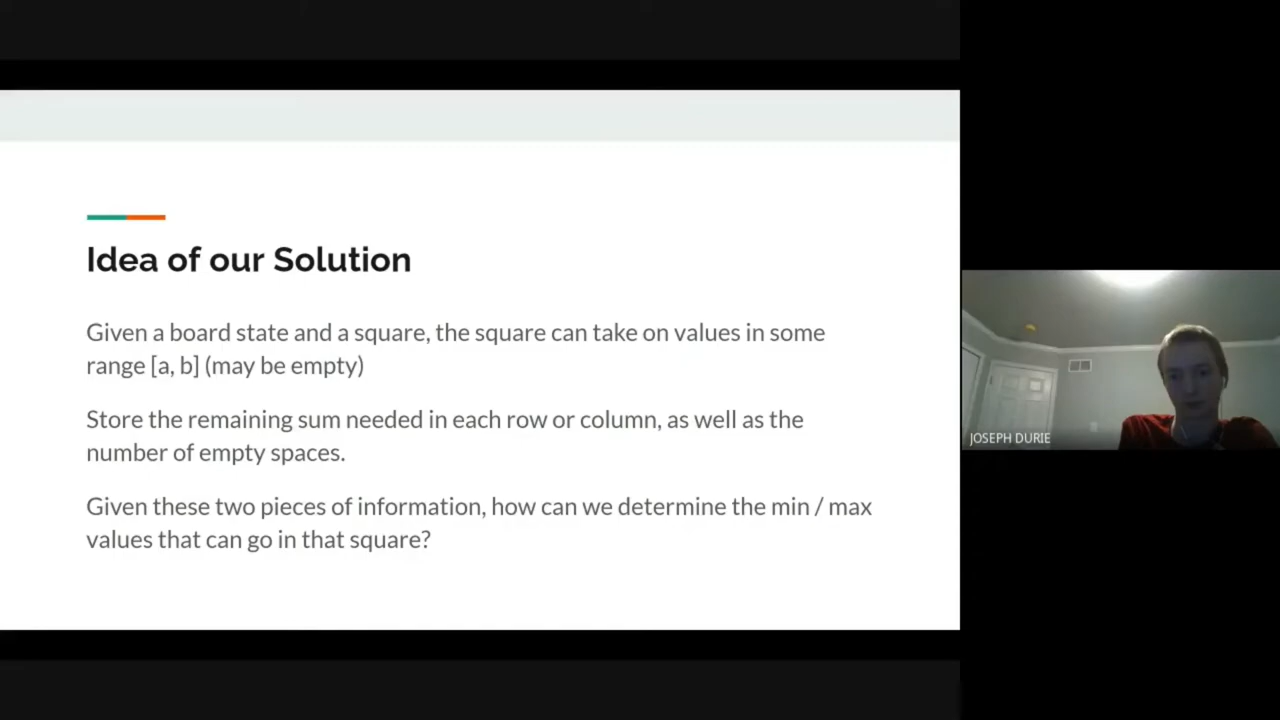 Idea of our Solution
Given a board state and a square, the square can take on values in some
range [a, b] (may be empty)
Store the remaining sum needed in each row or column, as well as the
number of empty spaces.
Given these two pieces of information, how can we determine the min / max
values that can go in that square?
JOSEPH DURIE